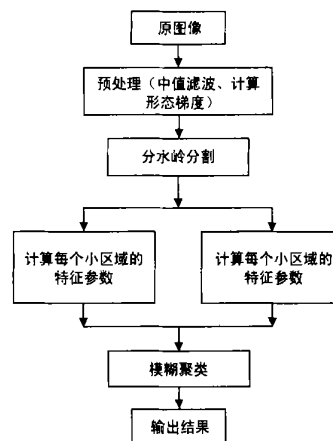 原图像
预处理（中值滤波、计算
形态梯度）
分水岭分割
计算每个小区域的
特征参数
计算每个小区域的
特征参数
模糊聚类
输出结果